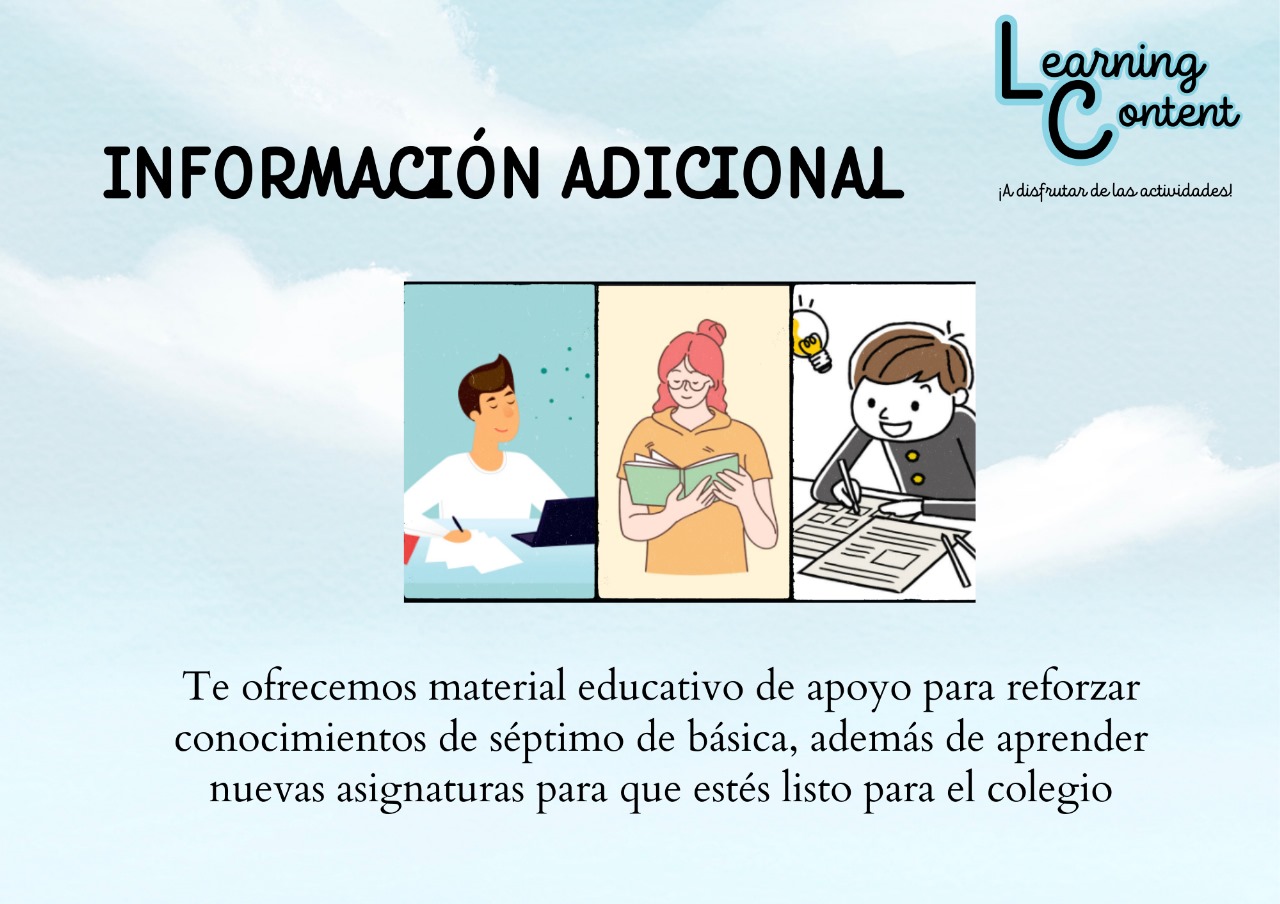 Learning
Content
¡A disfrutar de las actividades!
INFORMACIÓN ADICIONAL
Te ofrecemos material educativo de apoyo para reforzar
conocimientos de séptimo de básica, además de aprender
nuevas asignaturas para que estés listo para el colegio